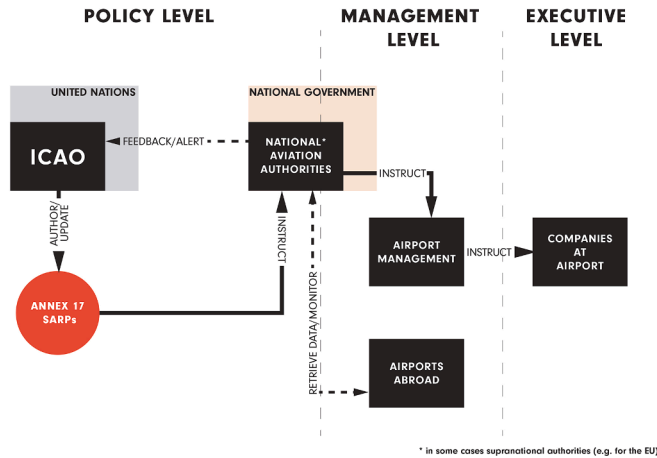 POLICY LEVEL
MANAGEMENT
LEVEL
EXECUTIVE
LEVEL
UNITED NATIONS
NATIONAL GOVERNMENT
ICAO
FEEDBACK/ALERT
NATIONAL*
AVIATION
AUTHORITIES
INSTRUCT
AUTHOR/
UPDATE
INSTRUCT
AIRPORT
MANAGEMENT
INSTRUCT
COMPANIES
AT
AIRPORT
ANNEX 17
SARPs
RETRIEVE DATA/MONITOR
AIRPORTS
ABROAD
* in some cases supranational authorities (e.g. for the EU)